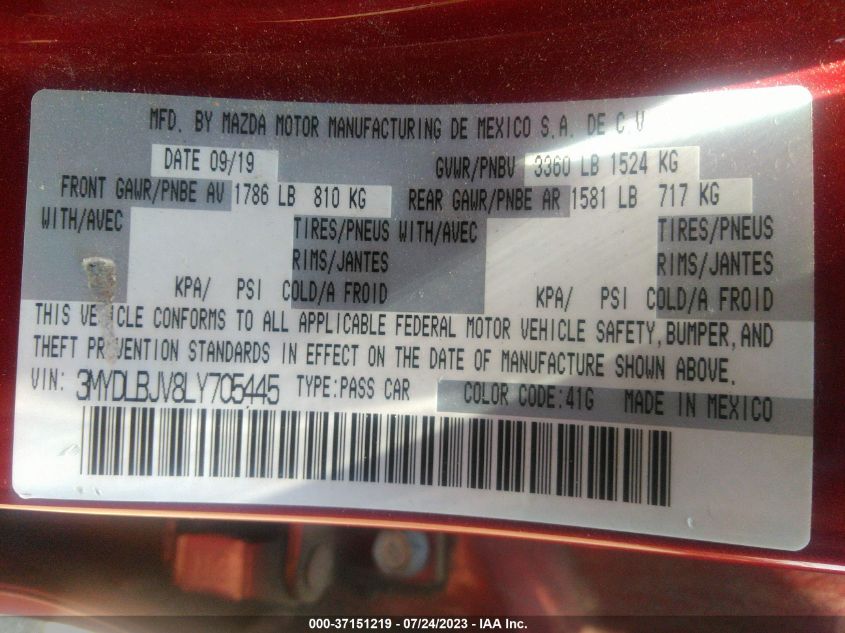 MFD. BY MAZDA MOTOR MANUFACTURING DE MEXICO S.A. DE C.V
DATE 09/19 GVWR/PNBV 3360 LB 1524 KG
FRONT GAWR/PNBE AV 1786 LB 810 KG REAR GAWR/PNBE AR 1581 LB 717 KG
WITH/AVEC TIRES/PNEUS WITH/AVEC TIRES/PNEUS
RIMS/JANTES RIMS/JANTES
KPA/ PSI COLD/A FROID KPA/ PSI COLD/A FROID
THIS VEHICLE CONFORMS TO ALL APPLICABLE FEDERAL MOTOR VEHICLE SAFETY, BUMPER, AND
THEFT PREVENTION STANDARDS IN EFFECT ON THE DATE OF MANUFACTURE SHOWN ABOVE.
VIN: 3MYDLBJV8LY705445 TYPE:PASS CAR COLOR CODE:41G MADE IN MEXICO
000-37151219 - 07/24/2023 - IAA Inc.